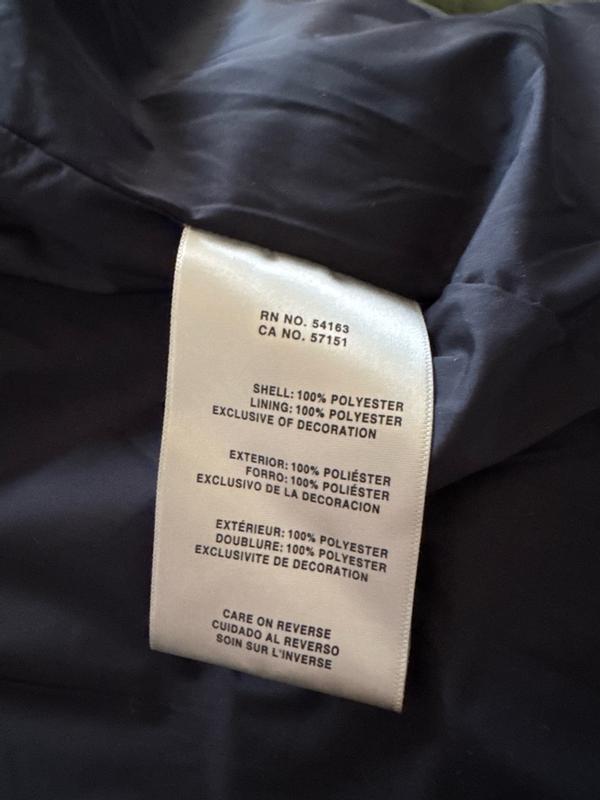 RN NO. 54163
CA NO. 57151
SHELL: 100% POLYESTER
LINING: 100% POLYESTER
EXCLUSIVE OF DECORATION
EXTERIOR: 100% POLIÉSTER
FORRO: 100% POLIÉSTER
EXCLUSIVO DE LA DECORACION
EXTÉRIEUR: 100% POLYESTER
DOUBLURE: 100% POLYESTER
EXCLUSIVITE DE DECORATION
CARE ON REVERSE
CUIDADO AL REVERSO
SOIN SUR L'INVERSE